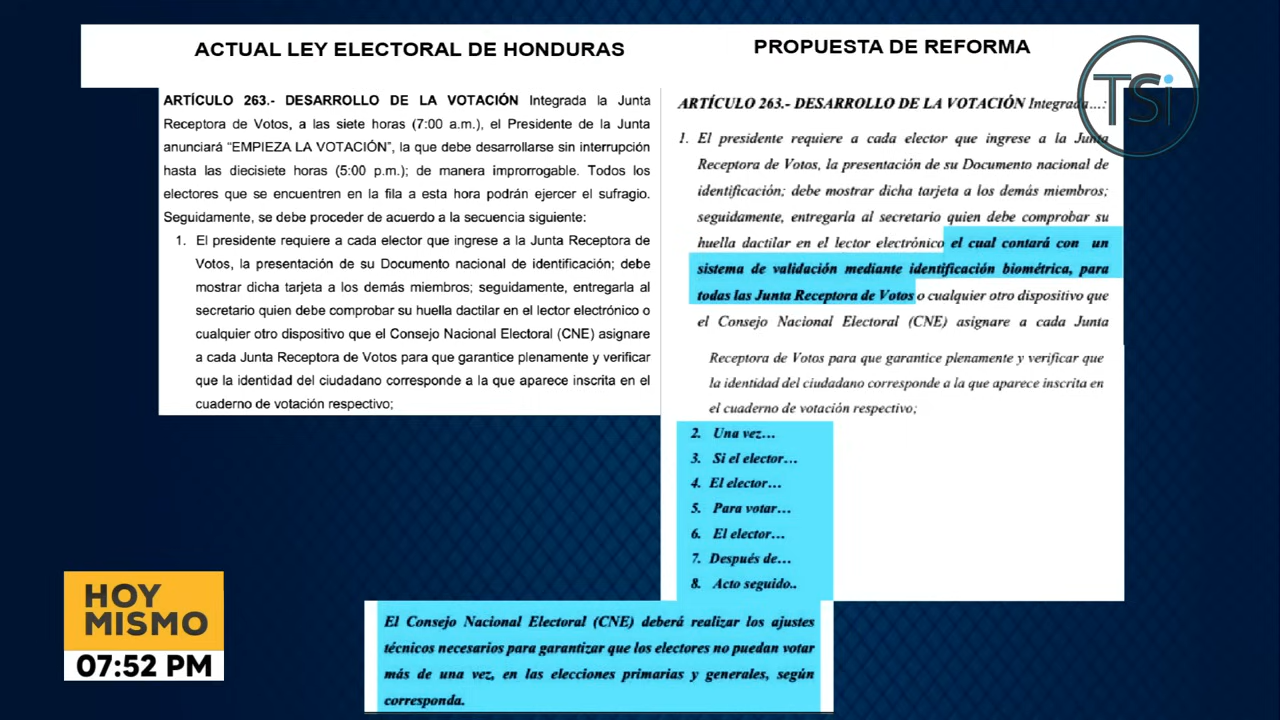 ACTUAL LEY ELECTORAL DE HONDURAS
ARTÍCULO 263.- DESARROLLO DE LA VOTACIÓN Integrada la Junta
Receptora de Votos, a las siete horas (7:00 a.m.), el Presidente de la Junta
anunciará “EMPIEZA LA VOTACIÓN”, la que debe desarrollarse sin interrupción
hasta las diecisiete horas (5:00 p.m.); de manera improrrogable. Todos los
electores que se encuentren en la fila a esta hora podrán ejercer el sufragio.
Seguidamente, se debe proceder de acuerdo a la secuencia siguiente:
1. El presidente requiere a cada elector que ingrese a la Junta Receptora de
Votos, la presentación de su Documento nacional de identificación; debe
mostrar dicha tarjeta a los demás miembros; seguidamente, entregarla al
secretario quien debe comprobar su huella dactilar en el lector electrónico o
cualquier otro dispositivo que el Consejo Nacional Electoral (CNE) asignare
a cada Junta Receptora de Votos para que garantice plenamente y verificar
que la identidad del ciudadano corresponde a la que aparece inscrita en el
cuaderno de votación respectivo;
PROPUESTA DE REFORMA
ARTÍCULO 263.- DESARROLLO DE LA VOTACIÓN Integrada…:
1. El presidente requiere a cada elector que ingrese a la Junta
Receptora de Votos, la presentación de su Documento nacional de
identificación; debe mostrar dicha tarjeta a los demás miembros;
seguidamente, entregarla al secretario quien debe comprobar su
huella dactilar en el lector electrónico el cual contará con un
sistema de validación mediante identificación biométrica, para
todas las Junta Receptora de Votos o cualquier otro dispositivo que
el Consejo Nacional Electoral (CNE) asignare a cada Junta
Receptora de Votos para que garantice plenamente y verificar que
la identidad del ciudadano corresponde a la que aparece inscrita en
el cuaderno de votación respectivo;
2. Una vez…
3. Si el elector…
4. El elector…
5. Para votar…
6. El elector…
7. Después de…
8. Acto seguido..
El Consejo Nacional Electoral (CNE) deberá realizar los ajustes
técnicos necesarios para garantizar que los electores no puedan votar
más de una vez, en las elecciones primarias y generales, según
corresponda.
TSi
HOY
MISMO
07:52 PM